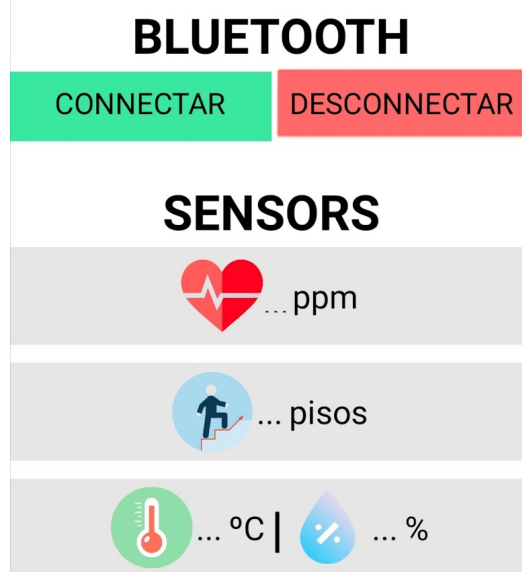 BLUETOOTH
CONNECTAR DESCONNECTAR
SENSORS
... ppm
... pisos
... ºC | % ... %